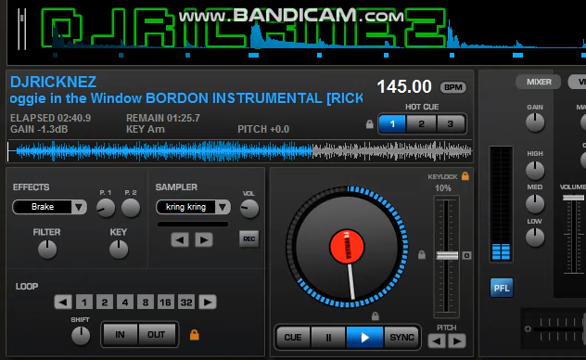 www.BANDICAM.com
DJRICKNEZ
DJRICKNEZ
oggie in the Window BORDON INSTRUMENTAL [RICK
145.00 BPM
HOT CUE
1 2 3
ELAPSED 02:40.9 REMAIN 01:25.7
GAIN -1.3dB KEY Am PITCH +0.0
MIXER
GAIN
HIGH
MED
LOW
VOLUME
PFL
EFFECTS P. 1 P. 2
Brake
FILTER KEY
SAMPLER VOL
kring kring
REC
LOOP
1 2 4 8 16 32
SHIFT
IN OUT
KEYLOCK
10%
0
CUE SYNC
PITCH